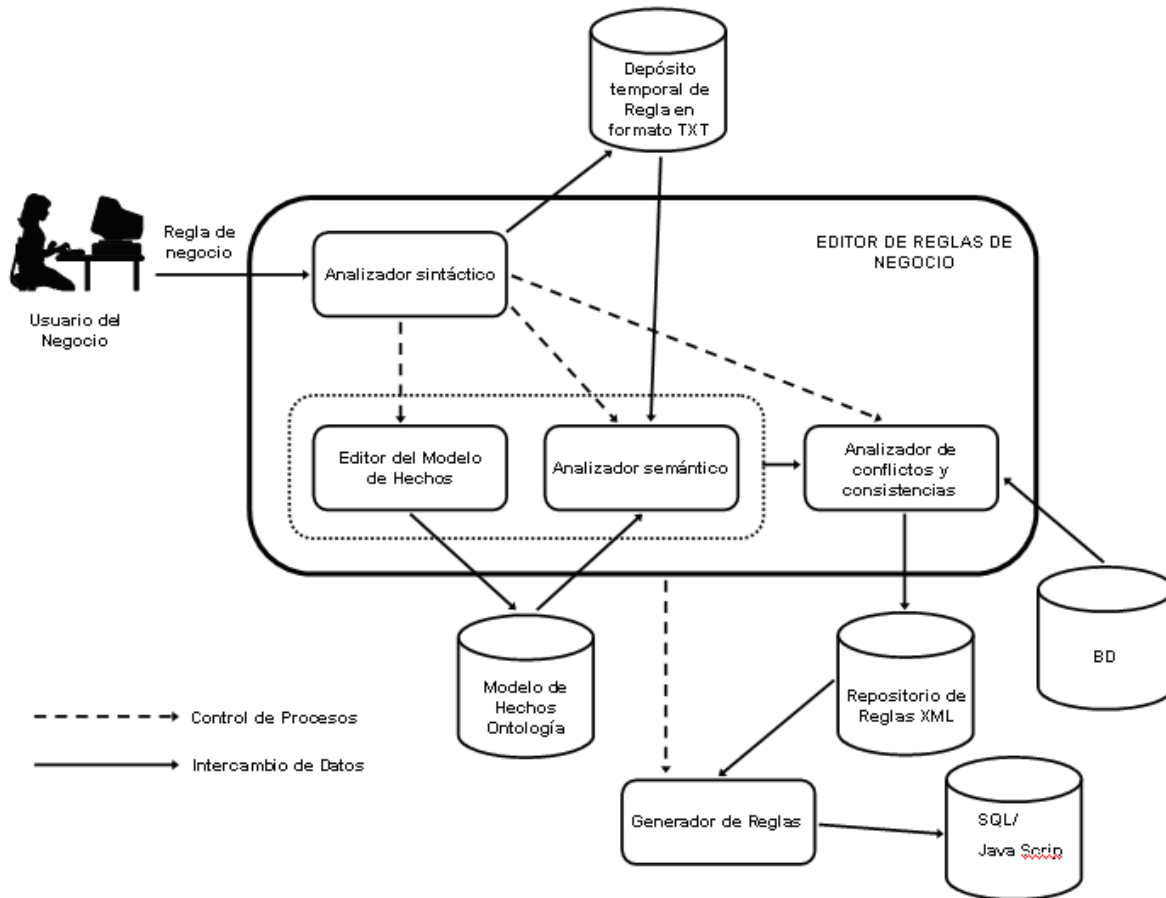 Depósito
temporal de
Regla en
formato TXT
Regla de
negocio
Usuario del
Negocio
EDITOR DE REGLAS DE
NEGOCIO
Analizador sintáctico
Editor del Modelo
de Hechos
Analizador semántico
Analizador de
conflictos y
consistencias
Modelo de
Hechos
Ontología
Repositorio de
Reglas XML
BD
Control de Procesos
Intercambio de Datos
Generador de Reglas
SQL/
Java Scrip